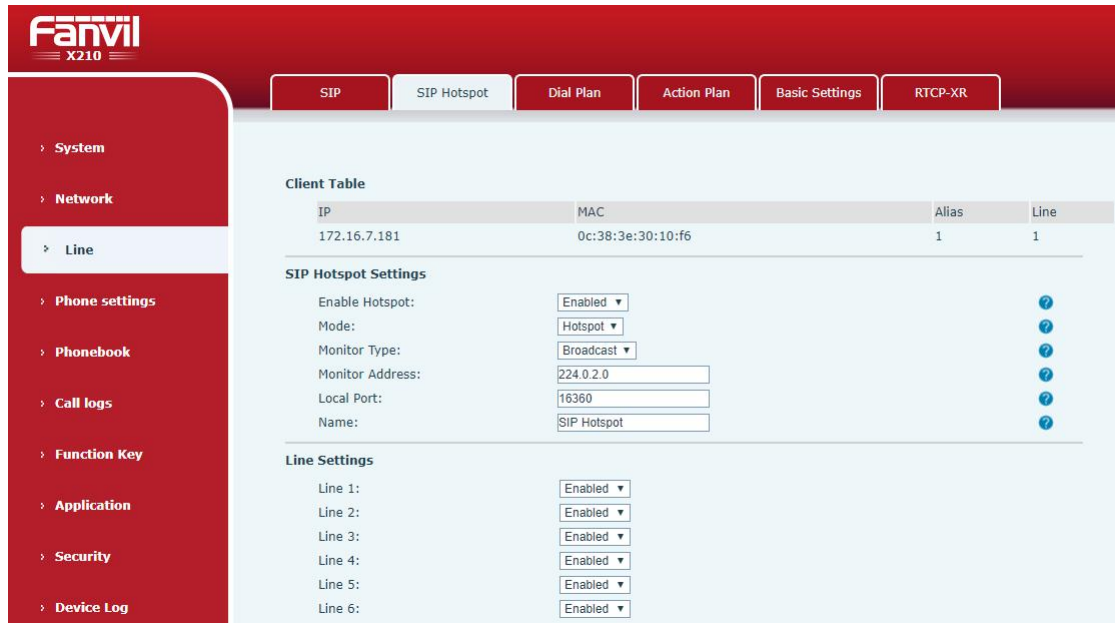 Fanvil
X210
SIP
SIP Hotspot
Dial Plan
Action Plan
Basic Settings
RTCP-XR
› System
› Network
› Line
› Phone settings
› Phonebook
› Call logs
› Function Key
› Application
› Security
› Device Log
Client Table
IP MAC Alias Line
172.16.7.181 0c:38:3e:30:10:f6 1 1
SIP Hotspot Settings
Enable Hotspot: Enabled ▼ ?
Mode: Hotspot ▼ ?
Monitor Type: Broadcast ▼ ?
Monitor Address: 224.0.2.0 ?
Local Port: 16360 ?
Name: SIP Hotspot ?
Line Settings
Line 1: Enabled ▼
Line 2: Enabled ▼
Line 3: Enabled ▼
Line 4: Enabled ▼
Line 5: Enabled ▼
Line 6: Enabled ▼